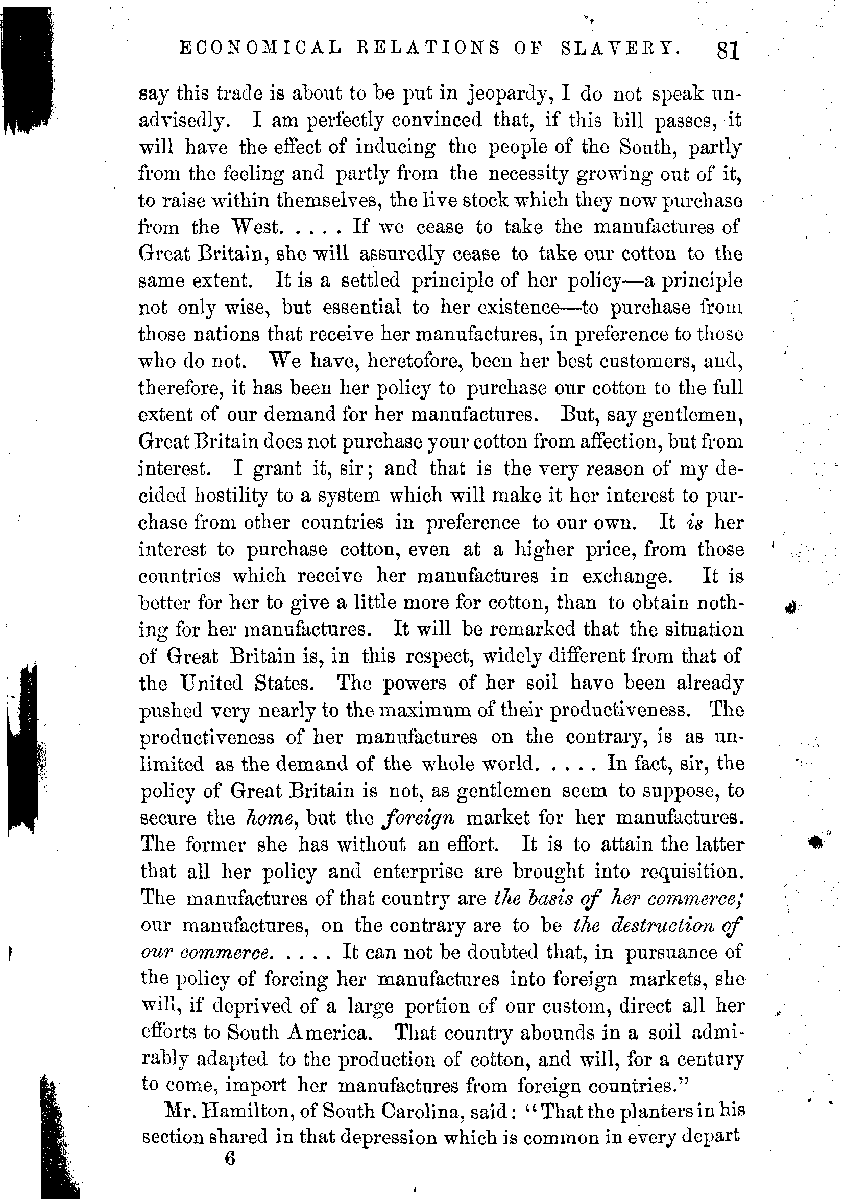 ECONOMICAL RELATIONS OF SLAVERY. 81
say this trade is about to be put in jeopardy, I do not speak un-
advisedly. I am perfectly convinced that, if this bill passes, it
will have the effect of inducing the people of the South, partly
from the feeling and partly from the necessity growing out of it,
to raise within themselves, the live stock which they now purchase
from the West. . . . . . If we cease to take the manufactures of
Great Britain, she will assuredly cease to take our cotton to the
same extent. It is a settled principle of her policy—a principle
not only wise, but essential to her existence—to purchase from
those nations that receive her manufactures, in preference to those
who do not. We have, heretofore, been her best customers, and,
therefore, it has been her policy to purchase our cotton to the full
extent of our demand for her manufactures. But, say gentlemen,
Great Britain does not purchase your cotton from affection, but from
interest. I grant it, sir; and that is the very reason of my de-
cided hostility to a system which will make it her interest to pur-
chase from other countries in preference to our own. It is her
interest to purchase cotton, even at a higher price, from those
countries which receive her manufactures in exchange. It is
better for her to give a little more for cotton, than to obtain noth-
ing for her manufactures. It will be remarked that the situation
of Great Britain is, in this respect, widely different from that of
the United States. The powers of her soil have been already
pushed very nearly to the maximum of their productiveness. The
productiveness of her manufactures on the contrary, is as un-
limited as the demand of the whole world. . . . . . In fact, sir, the
policy of Great Britain is not, as gentlemen seem to suppose, to
secure the home, but the foreign market for her manufactures.
The former she has without an effort. It is to attain the latter
that all her policy and enterprise are brought into requisition.
The manufactures of that country are the basis of her commerce;
our manufactures, on the contrary are to be the destruction of
our commerce. . . . . . It can not be doubted that, in pursuance of
the policy of forcing her manufactures into foreign markets, she
will, if deprived of a large portion of our custom, direct all her
efforts to South America. That country abounds in a soil admi-
rably adapted to the production of cotton, and will, for a century
to come, import her manufactures from foreign countries."
Mr. Hamilton, of South Carolina, said: "That the planters in his
section shared in that depression which is common in every depart
6